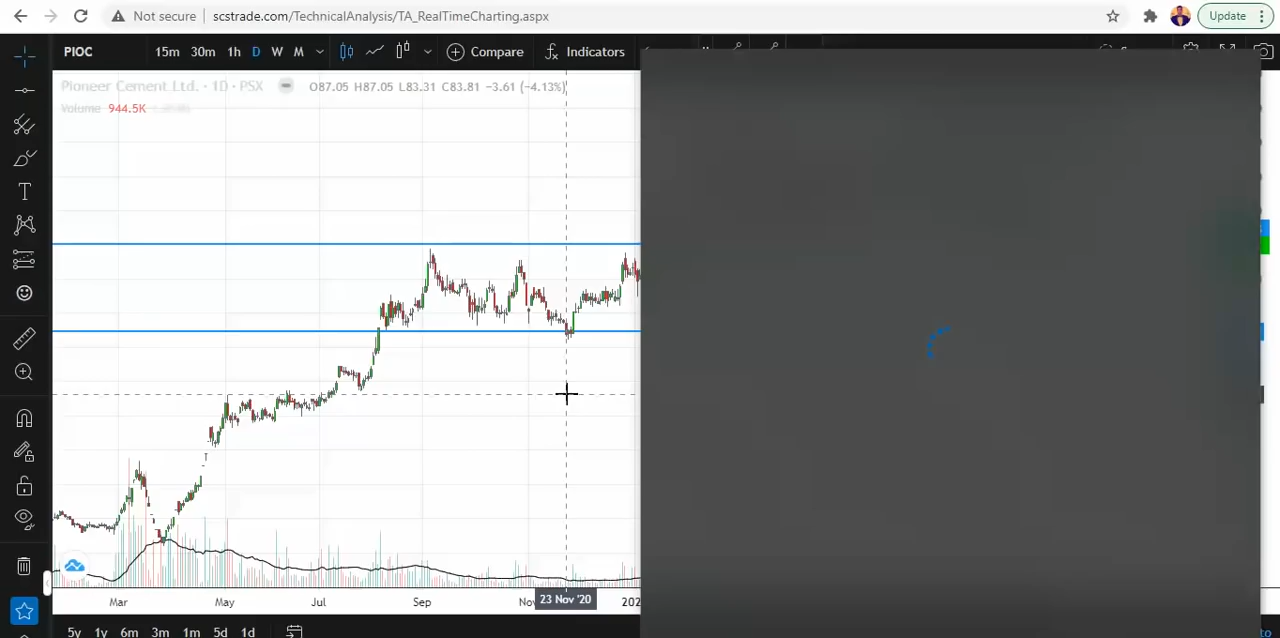 Not secure scstrade.com/TechnicalAnalysis/TA_RealTimeCharting.aspx Update
PIOC 15m 30m 1h D W M Compare Indicators
Pioneer Cement Ltd. · 1D · PSX O87.05 H87.05 L83.31 C83.81 −3.61 (−4.13%)
Volume 944.5K
Mar May Jul Sep Nov 23 Nov '20 202
5y 1y 6m 3m 1m 5d 1d to